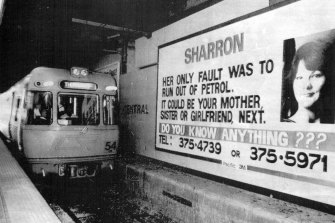 SHARRON
HER ONLY FAULT WAS TO
RUN OUT OF PETROL.
IT COULD BE YOUR MOTHER,
SISTER OR GIRLFRIEND, NEXT.
DO YOU KNOW ANYTHING ???
TEL: 375·4739 OR 375·5971
CENTRAL
54